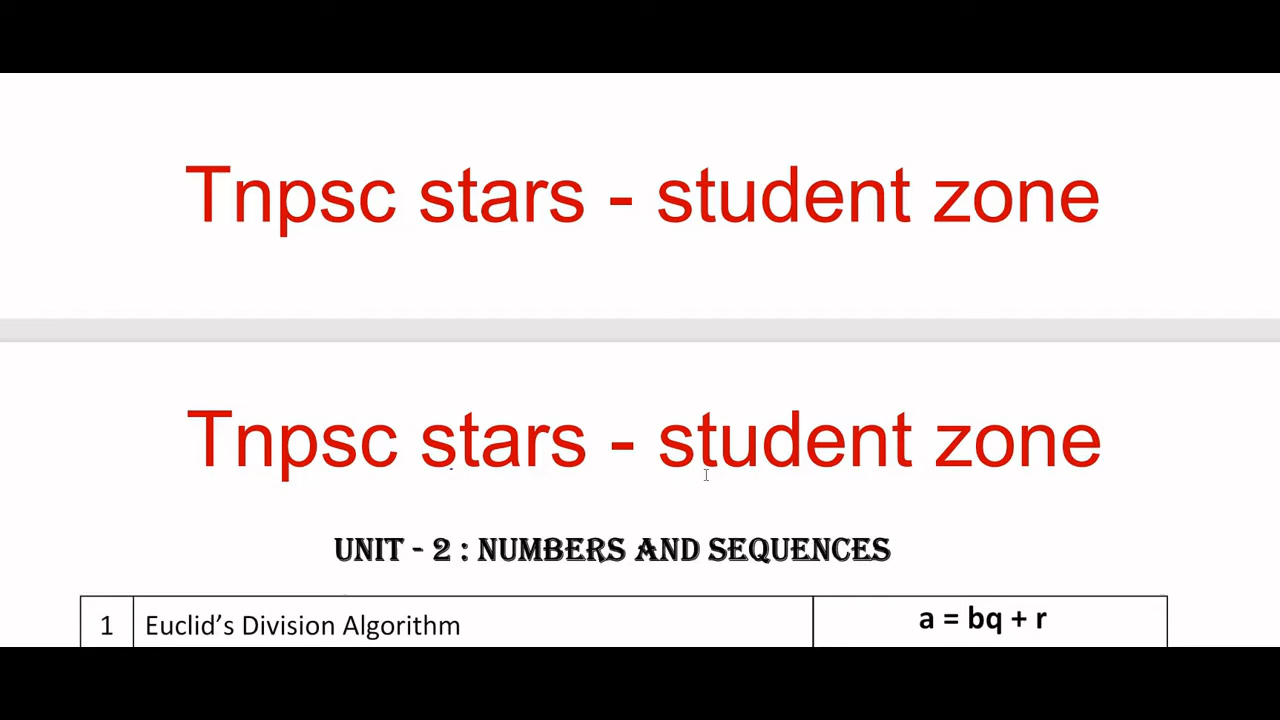 Tnpsc stars - student zone
Tnpsc stars - student zone
UNIT - 2 : NUMBERS AND SEQUENCES
1 Euclid’s Division Algorithm a = bq + r